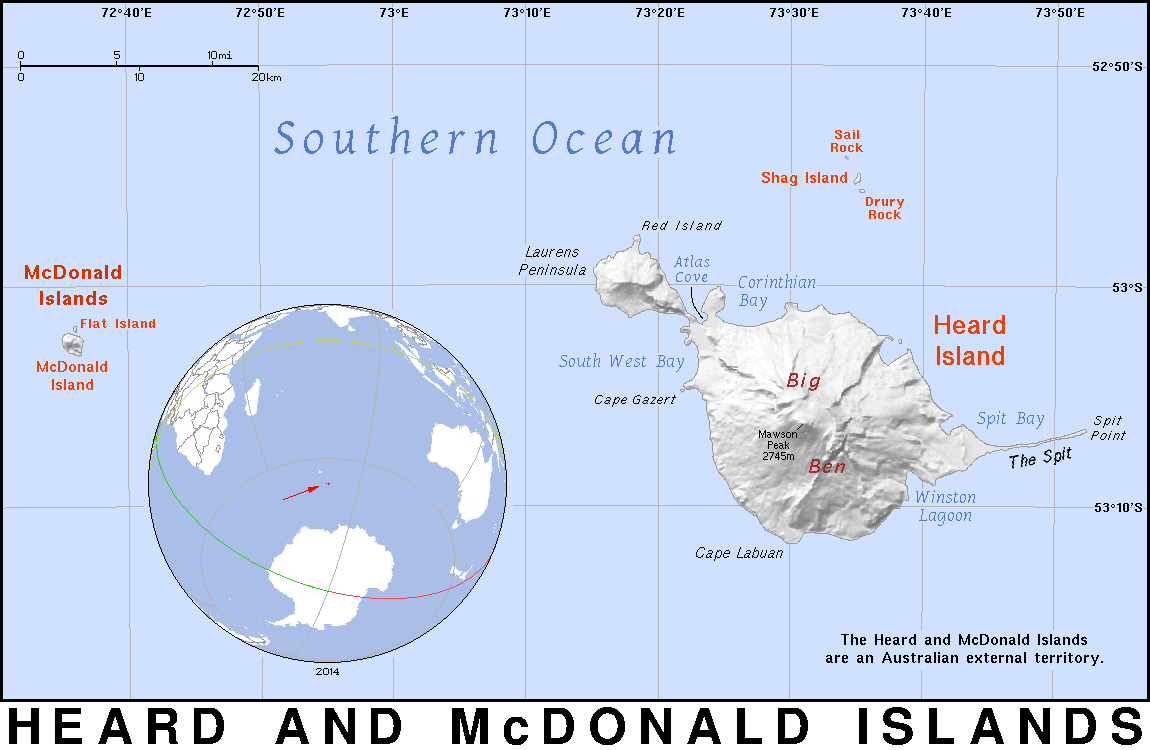 72°40'E 72°50'E 73°E 73°10'E 73°20'E 73°30'E 73°40'E 73°50'E
0 5 10mi
0 10 20km
52°50'S
Southern Ocean
Sail
Rock
Shag Island
Drury
Rock
Red Island
Laurens
Peninsula
Atlas
Cove
Corinthian
Bay
McDonald
Islands
53°S
Flat Island
McDonald
Island
Heard
Island
South West Bay
Cape Gazert
Big
Mawson
Peak
2745m
Ben
Spit Bay
Spit
Point
The Spit
Winston
Lagoon
53°10'S
Cape Labuan
The Heard and McDonald Islands
are an Australian external territory.
2014
HEARD AND McDONALD ISLANDS